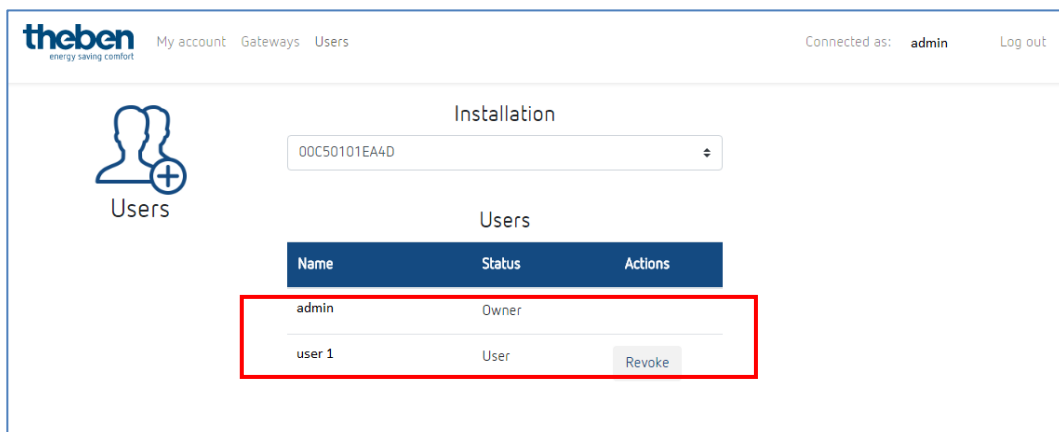 theben
energy saving comfort
My account Gateways Users
Connected as: admin Log out
Installation
00C50101EA4D
Users
Users
Name Status Actions
admin Owner
user 1 User Revoke